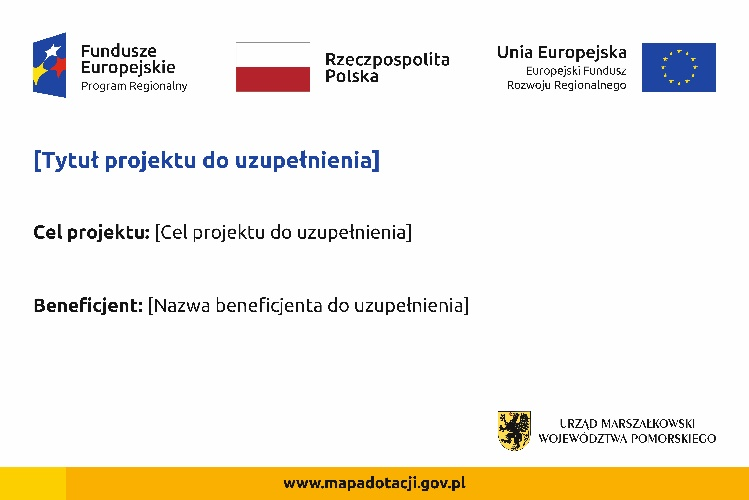 Fundusze
Europejskie
Program Regionalny
Rzeczpospolita
Polska
Unia Europejska
Europejski Fundusz
Rozwoju Regionalnego
[Tytuł projektu do uzupełnienia]
Cel projektu: [Cel projektu do uzupełnienia]
Beneficjent: [Nazwa beneficjenta do uzupełnienia]
URZĄD MARSZAŁKOWSKI
WOJEWÓDZTWA POMORSKIEGO
www.mapadotacji.gov.pl